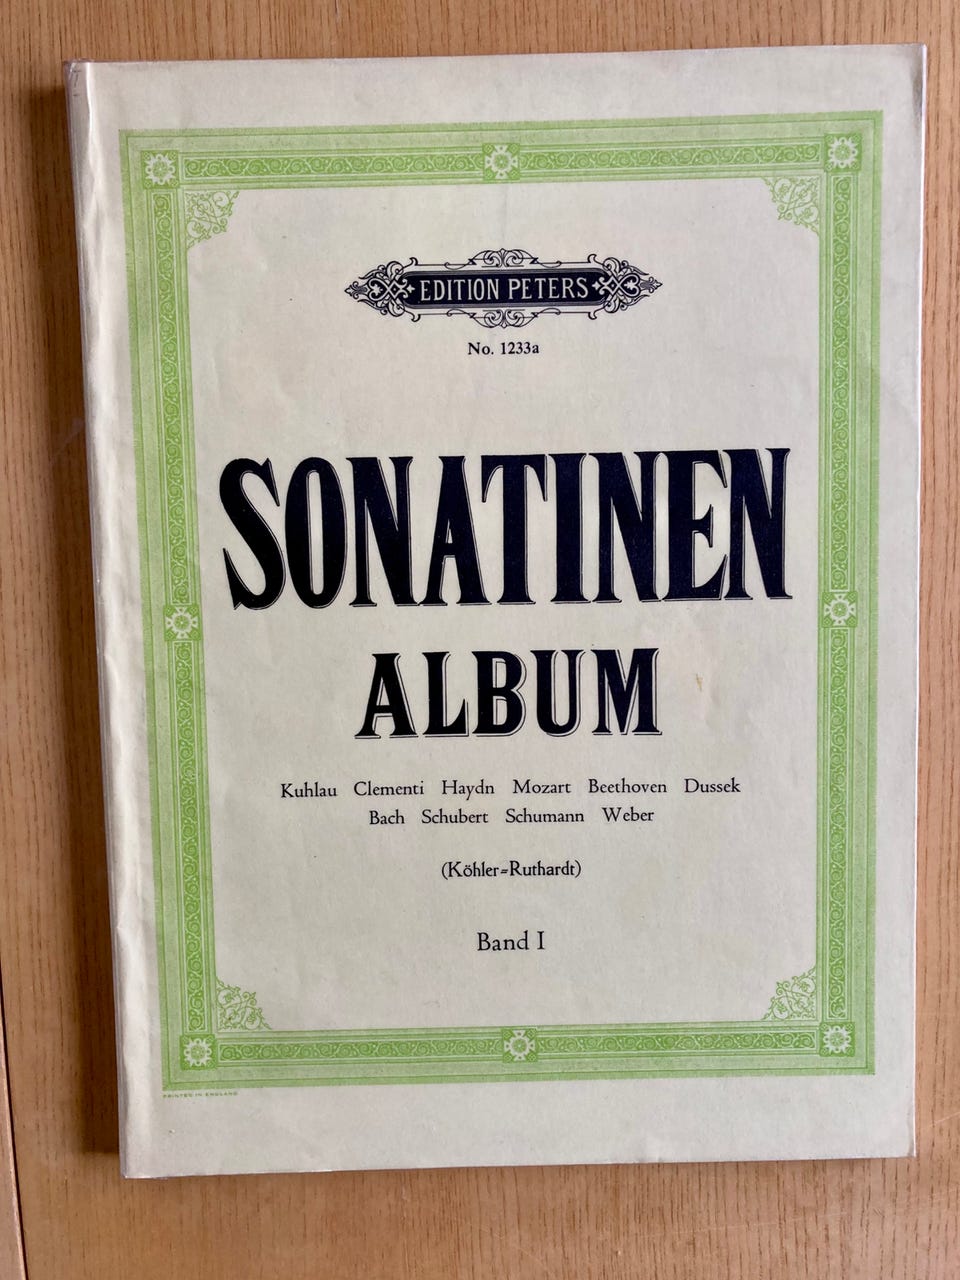 EDITION PETERS
No. 1233a
SONATINEN
ALBUM
Kuhlau Clementi Haydn Mozart Beethoven Dussek
Bach Schubert Schumann Weber
(Köhler=Ruthardt)
Band I
PRINTED IN ENGLAND